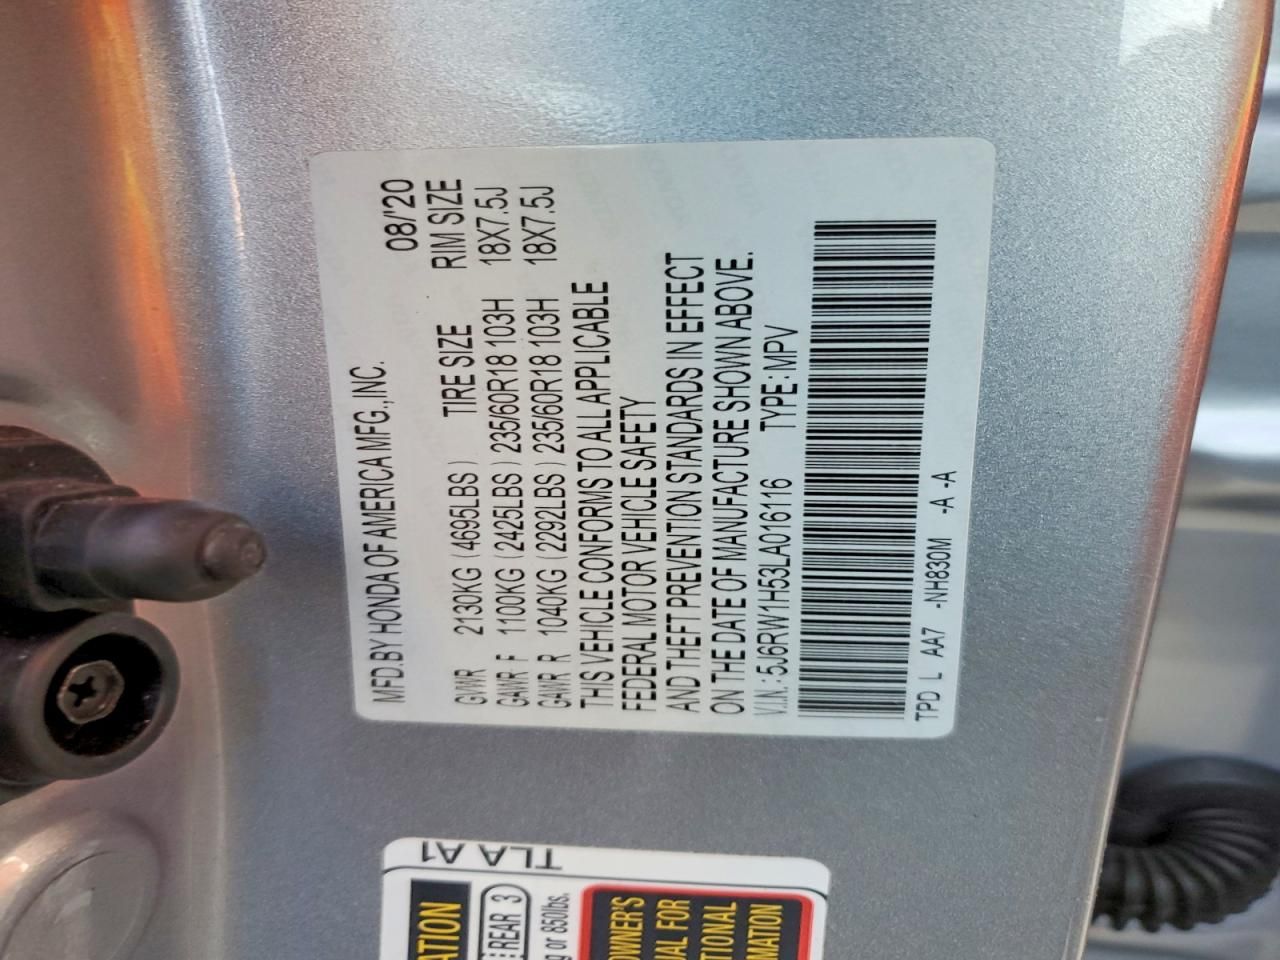 MFD.BY HONDA OF AMERICA MFG.,INC. 08/'20
GVWR 2130KG (4695LBS) TIRE SIZE RIM SIZE
GAWR F 1100KG (2425LBS) 235/60R18 103H 18X7.5J
GAWR R 1040KG (2292LBS) 235/60R18 103H 18X7.5J
THIS VEHICLE CONFORMS TO ALL APPLICABLE
FEDERAL MOTOR VEHICLE SAFETY
AND THEFT PREVENTION STANDARDS IN EFFECT
ON THE DATE OF MANUFACTURE SHOWN ABOVE.
V.I.N.: 5J6RW1H53LA016116 TYPE: MPV
TPD L AA7 -NH830M -A -A
TLA A1
ATION
REAR 3
g or 850lbs.
OWNER'S
UAL FOR
TIONAL
MATION